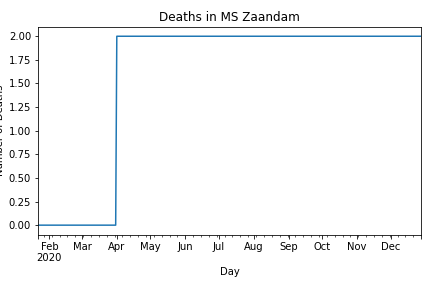 Deaths in MS Zaandam
Number of Deaths
2.00
1.75
1.50
1.25
1.00
0.75
0.50
0.25
0.00
Feb Mar Apr May Jun Jul Aug Sep Oct Nov Dec
2020
Day